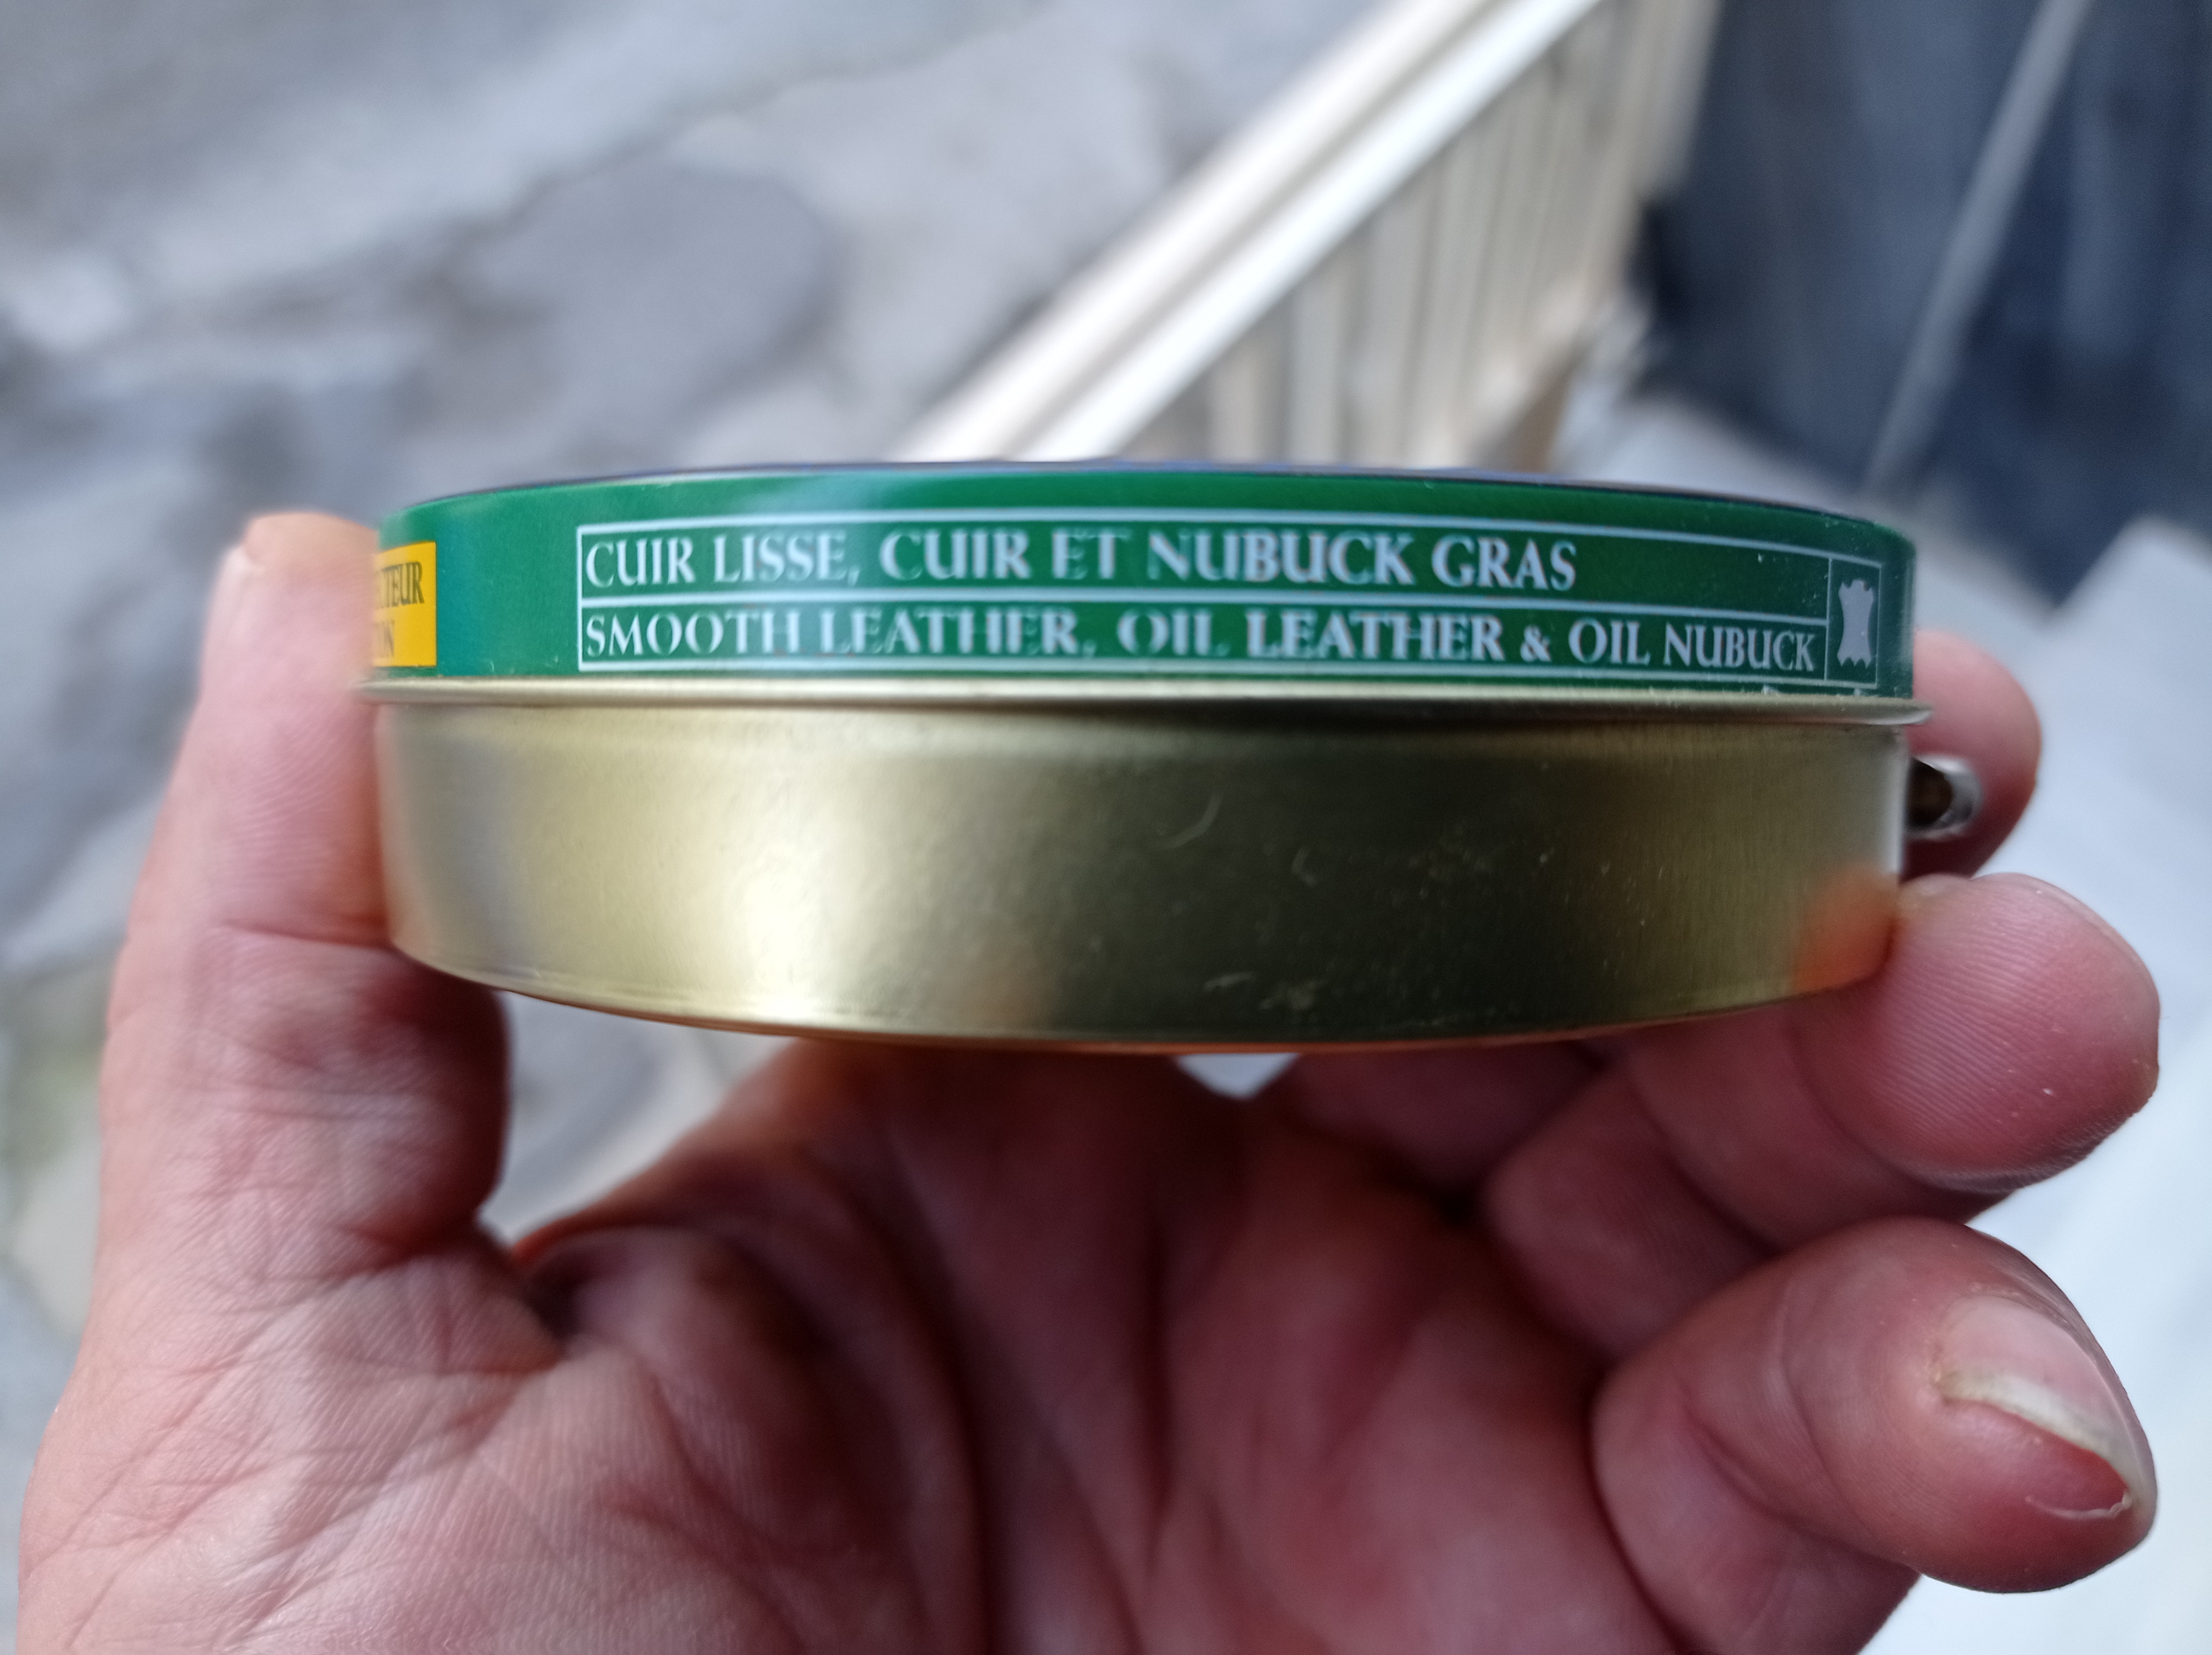 CUIR LISSE, CUIR ET NUBUCK GRAS
SMOOTH LEATHER, OIL LEATHER & OIL NUBUCK